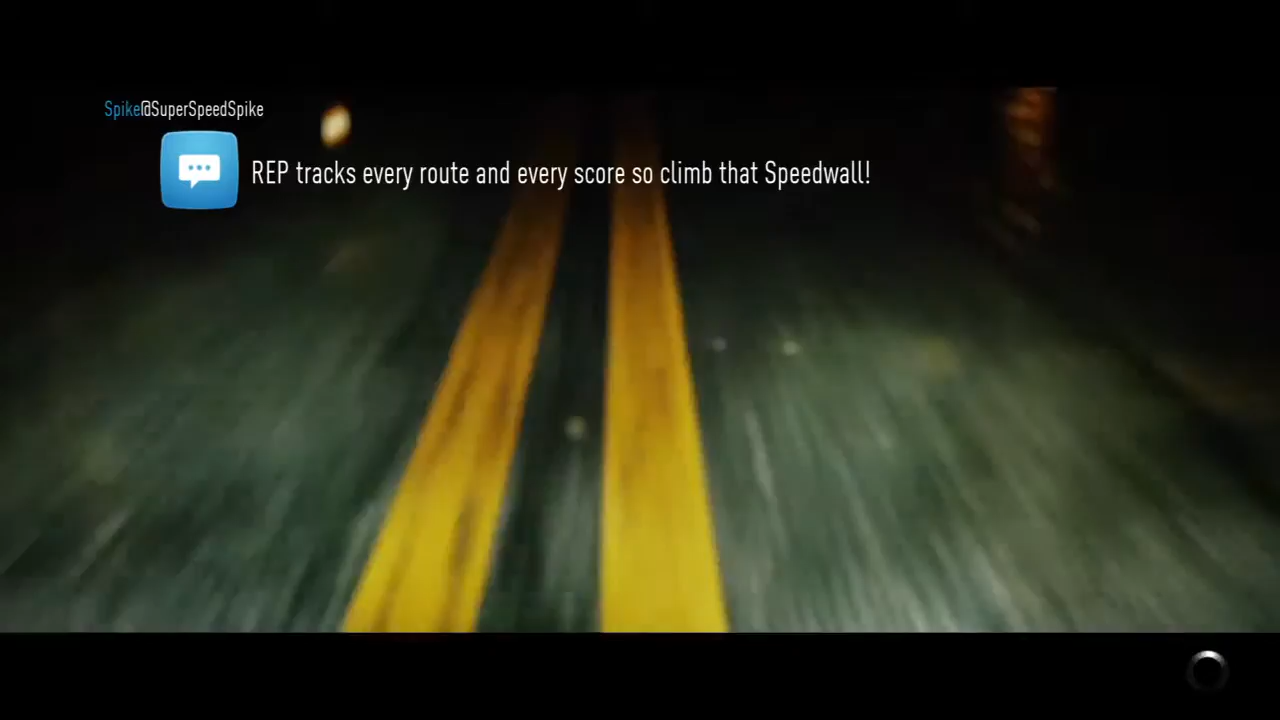 Spike@SuperSpeedSpike
REP tracks every route and every score so climb that Speedwall!